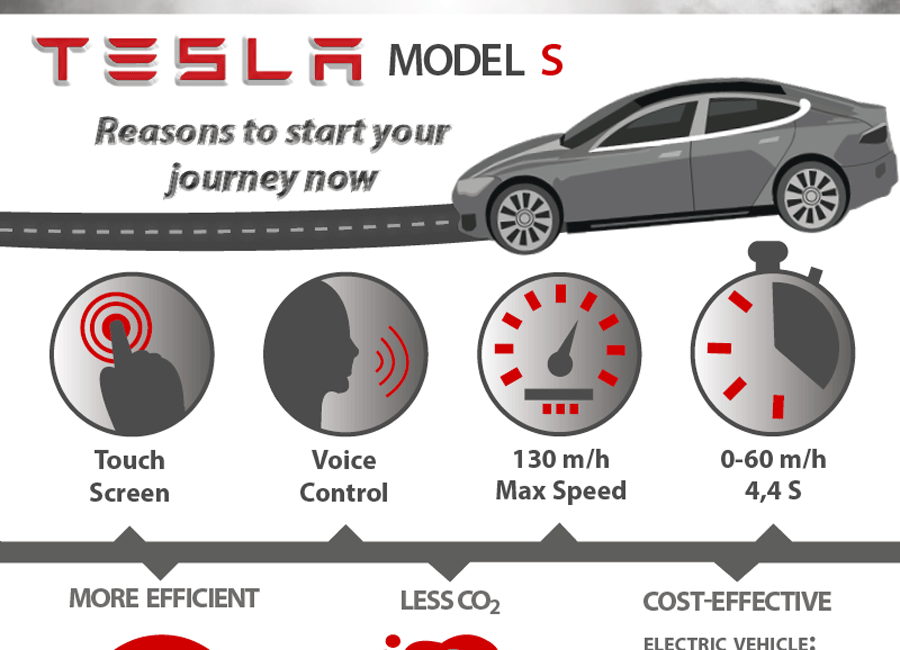 TESLA MODEL S
Reasons to start your
journey now
Touch
Screen
Voice
Control
130 m/h
Max Speed
0-60 m/h
4,4 S
MORE EFFICIENT
LESS CO₂
COST-EFFECTIVE
ELECTRIC VEHICLE: